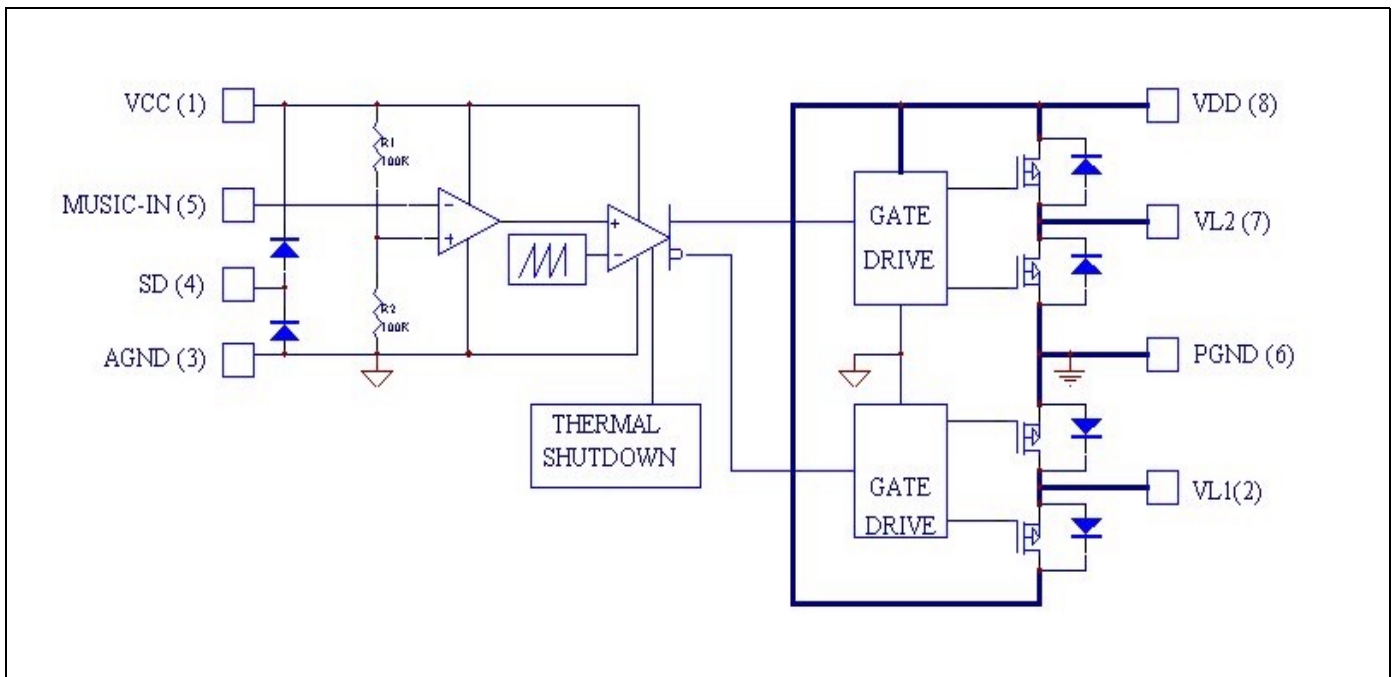 VCC (1)
MUSIC-IN (5)
SD (4)
AGND (3)
R1
100K
R2
100K
-
+
+
-
THERMAL
SHUTDOWN
GATE
DRIVE
GATE
DRIVE
VDD (8)
VL2 (7)
PGND (6)
VL1(2)